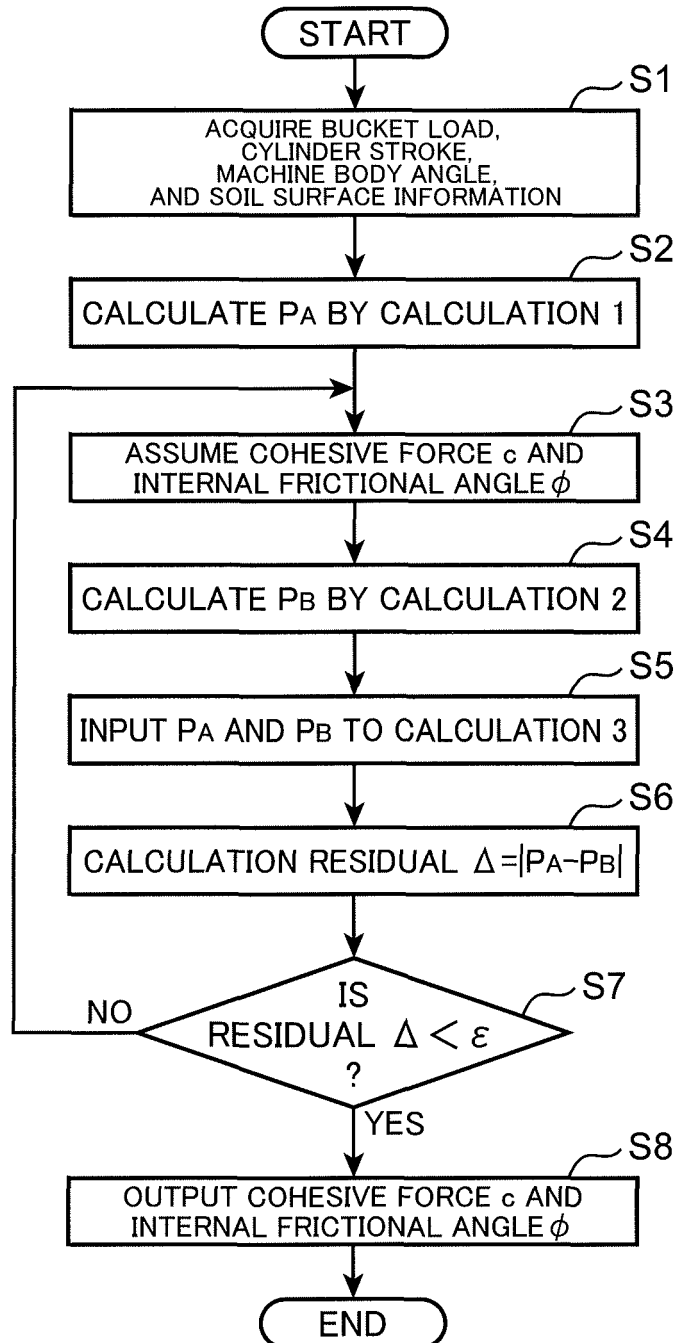 START
S1
ACQUIRE BUCKET LOAD,
CYLINDER STROKE,
MACHINE BODY ANGLE,
AND SOIL SURFACE INFORMATION
S2
CALCULATE PA BY CALCULATION 1
S3
ASSUME COHESIVE FORCE c AND
INTERNAL FRICTIONAL ANGLE ϕ
S4
CALCULATE PB BY CALCULATION 2
S5
INPUT PA AND PB TO CALCULATION 3
S6
CALCULATION RESIDUAL Δ=|PA-PB|
S7
IS
RESIDUAL Δ < ε
?
NO
YES
S8
OUTPUT COHESIVE FORCE c AND
INTERNAL FRICTIONAL ANGLE ϕ
END